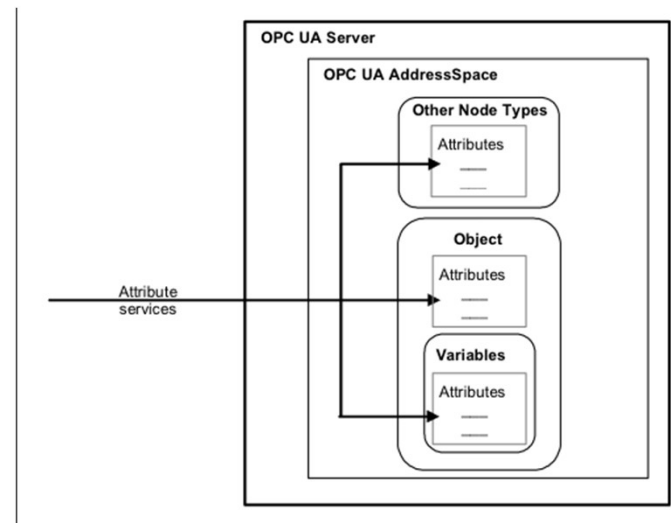 OPC UA Server
OPC UA AddressSpace
Other Node Types
Attributes
Object
Attributes
Attribute
services
Variables
Attributes